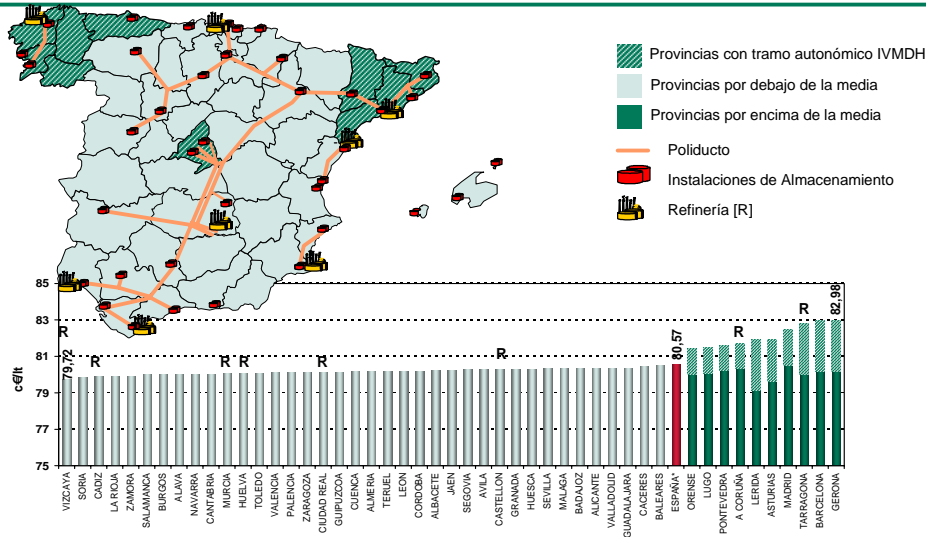 Provincias con tramo autonómico IVMDH
Provincias por debajo de la media
Provincias por encima de la media
Poliducto
Instalaciones de Almacenamiento
Refinería [R]
c€/lt
85
83
81
79
77
75
R
79,72
R
R
R
R
R
80,57
R
R
82,98
VIZCAYA
SORIA
CADIZ
LA RIOJA
ZAMORA
SALAMANCA
BURGOS
ALAVA
NAVARRA
CANTABRIA
MURCIA
HUELVA
TOLEDO
VALENCIA
PALENCIA
ZARAGOZA
CIUDAD REAL
GUIPUZCOA
CUENCA
ALMERIA
TERUEL
LEON
CORDOBA
ALBACETE
JAEN
SEGOVIA
AVILA
CASTELLON
GRANADA
HUESCA
SEVILLA
MALAGA
BADAJOZ
ALICANTE
VALLADOLID
GUADALAJARA
CACERES
BALEARES
ESPAÑA*
ORENSE
LUGO
PONTEVEDRA
A CORUÑA
LERIDA
ASTURIAS
MADRID
TARRAGONA
BARCELONA
GERONA